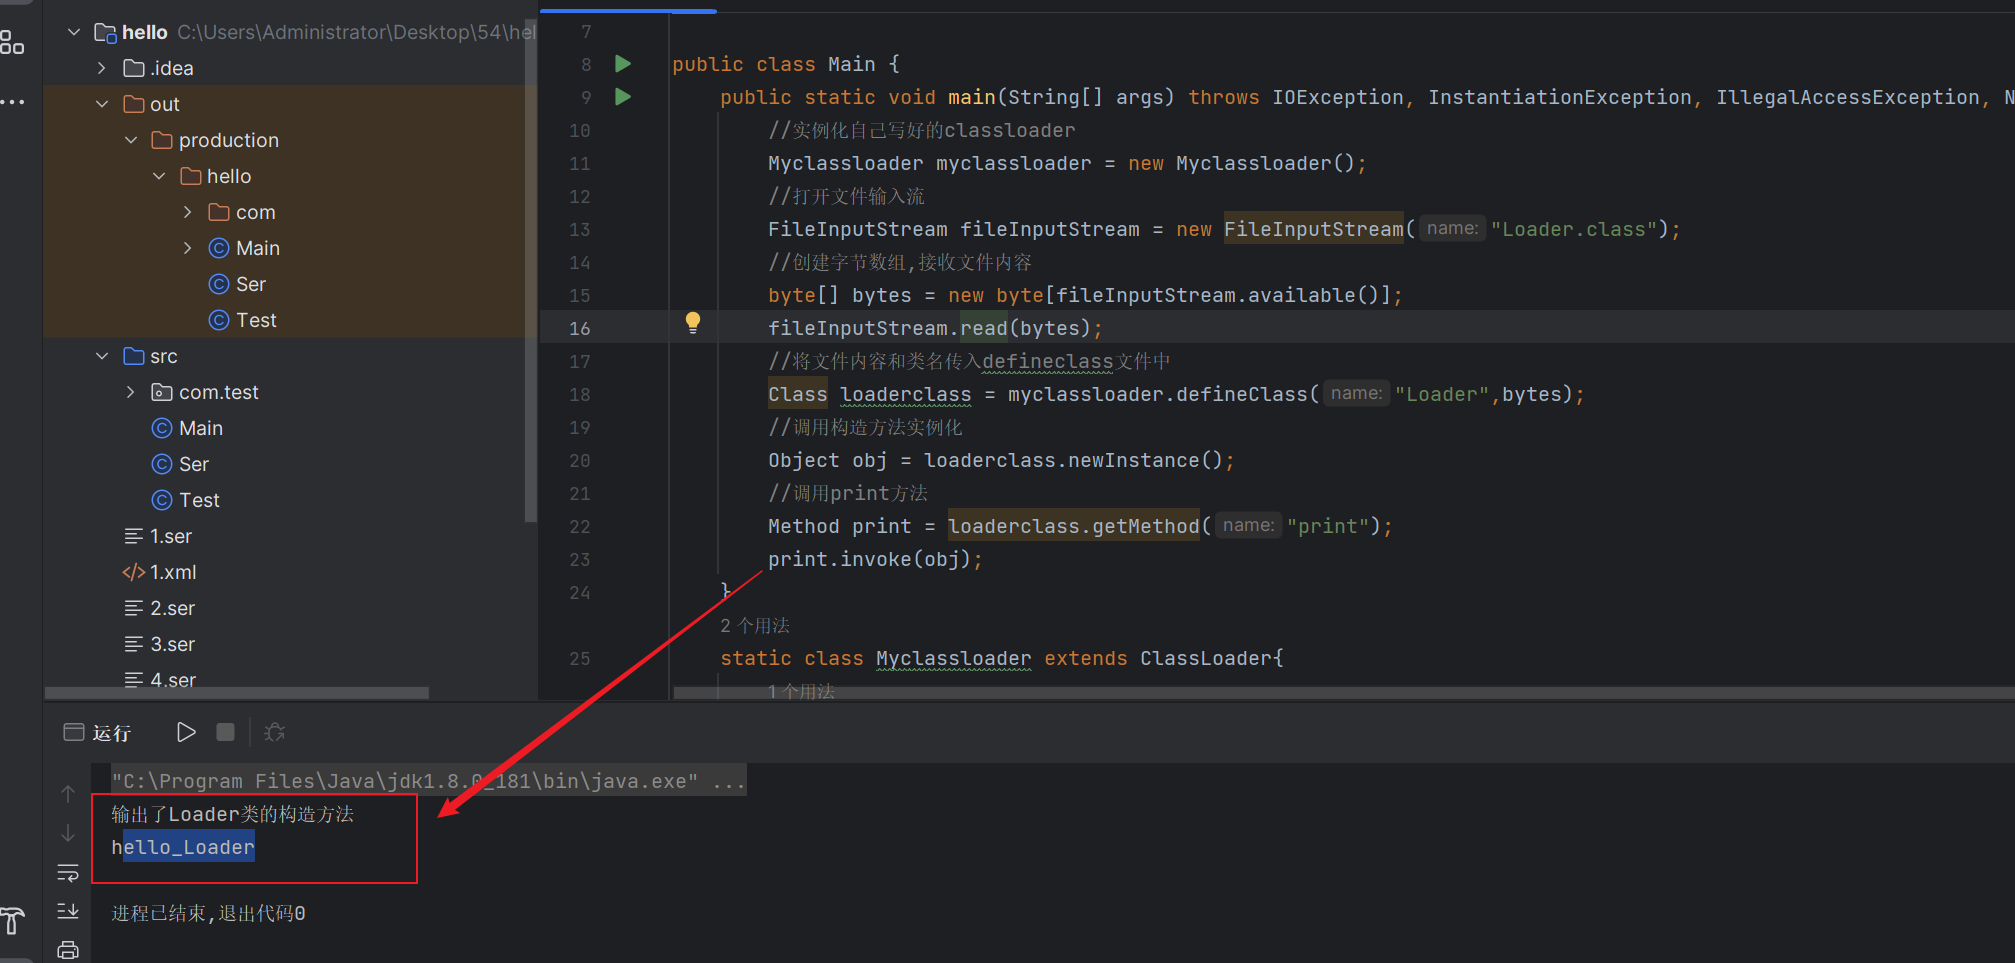 hello C:\Users\Administrator\Desktop\54\hel
.idea
out
production
hello
com
Main
Ser
Test
src
com.test
Main
Ser
Test
1.ser
1.xml
2.ser
3.ser
4.ser
7
8 public class Main {
9 public static void main(String[] args) throws IOException, InstantiationException, IllegalAccessException, N
10 //实例化自己写好的classloader
11 Myclassloader myclassloader = new Myclassloader();
12 //打开文件输入流
13 FileInputStream fileInputStream = new FileInputStream( name: "Loader.class");
14 //创建字节数组,接收文件内容
15 byte[] bytes = new byte[fileInputStream.available()];
16 fileInputStream.read(bytes);
17 //将文件内容和类名传入defineclass文件中
18 Class loaderclass = myclassloader.defineClass( name: "Loader",bytes);
19 //调用构造方法实例化
20 Object obj = loaderclass.newInstance();
21 //调用print方法
22 Method print = loaderclass.getMethod( name: "print");
23 print.invoke(obj);
24 }
2 个用法
25 static class Myclassloader extends ClassLoader{
1 个用法
运行
"C:\Program Files\Java\jdk1.8.0_181\bin\java.exe" ...
输出了Loader类的构造方法
hello_Loader
进程已结束,退出代码0